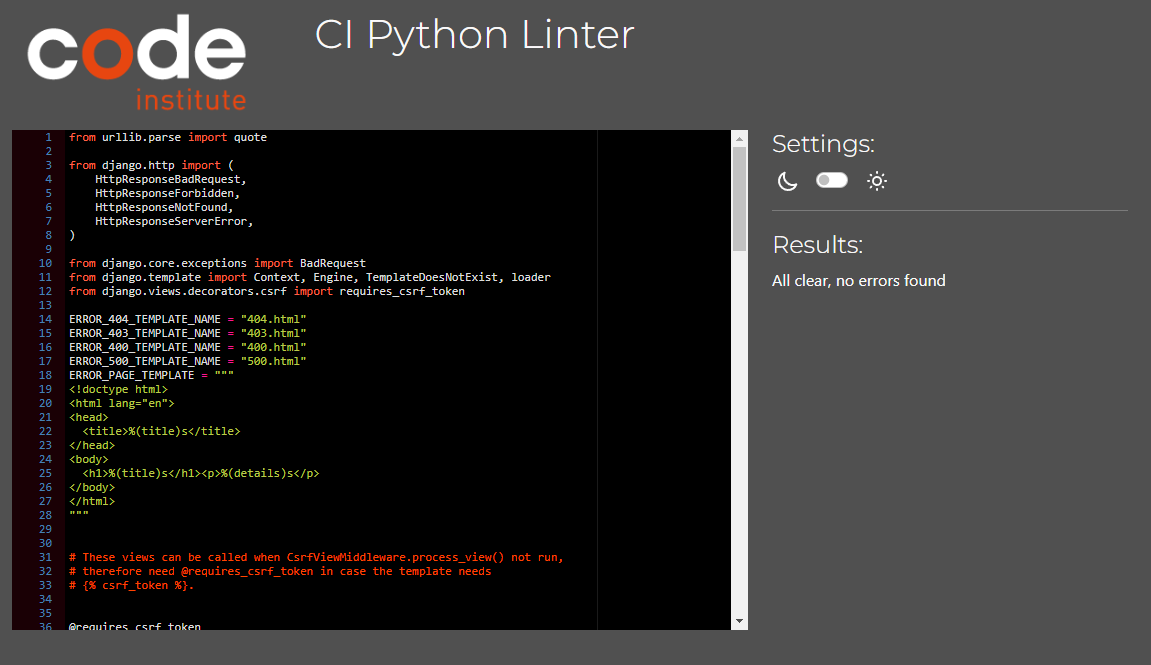 code
institute
CI Python Linter
1 from urllib.parse import quote
2
3 from django.http import (
4     HttpResponseBadRequest,
5     HttpResponseForbidden,
6     HttpResponseNotFound,
7     HttpResponseServerError,
8 )
9
10 from django.core.exceptions import BadRequest
11 from django.template import Context, Engine, TemplateDoesNotExist, loader
12 from django.views.decorators.csrf import requires_csrf_token
13
14 ERROR_404_TEMPLATE_NAME = "404.html"
15 ERROR_403_TEMPLATE_NAME = "403.html"
16 ERROR_400_TEMPLATE_NAME = "400.html"
17 ERROR_500_TEMPLATE_NAME = "500.html"
18 ERROR_PAGE_TEMPLATE = """
19 <!doctype html>
20 <html lang="en">
21 <head>
22   <title>%(title)s</title>
23 </head>
24 <body>
25   <h1>%(title)s</h1><p>%(details)s</p>
26 </body>
27 </html>
28 """
29
30
31 # These views can be called when CsrfViewMiddleware.process_view() not run,
32 # therefore need @requires_csrf_token in case the template needs
33 # {% csrf_token %}.
34
35
36 @requires_csrf_token
Settings:
Results:
All clear, no errors found